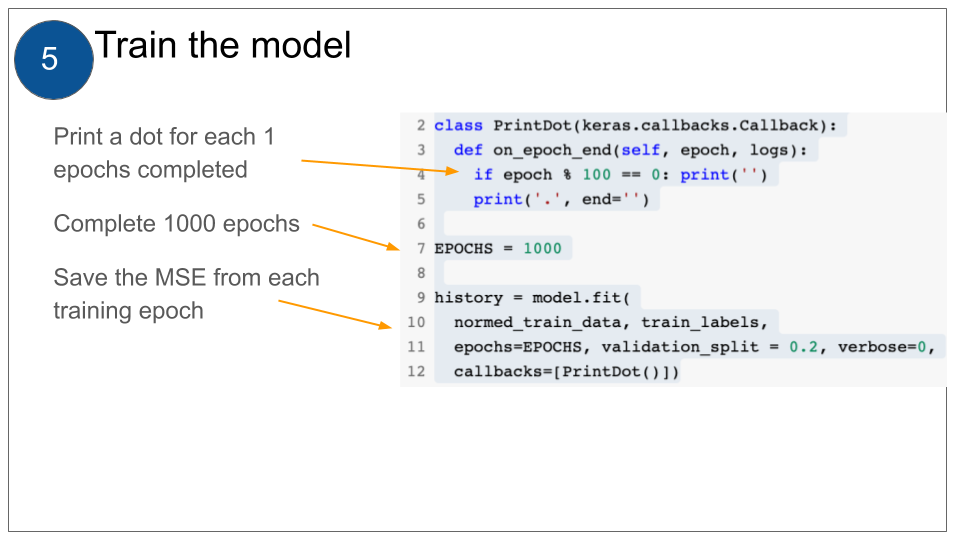 5
Train the model
Print a dot for each 1
epochs completed
Complete 1000 epochs
Save the MSE from each
training epoch
2 class PrintDot(keras.callbacks.Callback):
3   def on_epoch_end(self, epoch, logs):
4     if epoch % 100 == 0: print('')
5     print('.', end='')
6
7 EPOCHS = 1000
8
9 history = model.fit(
10   normed_train_data, train_labels,
11   epochs=EPOCHS, validation_split = 0.2, verbose=0,
12   callbacks=[PrintDot()])